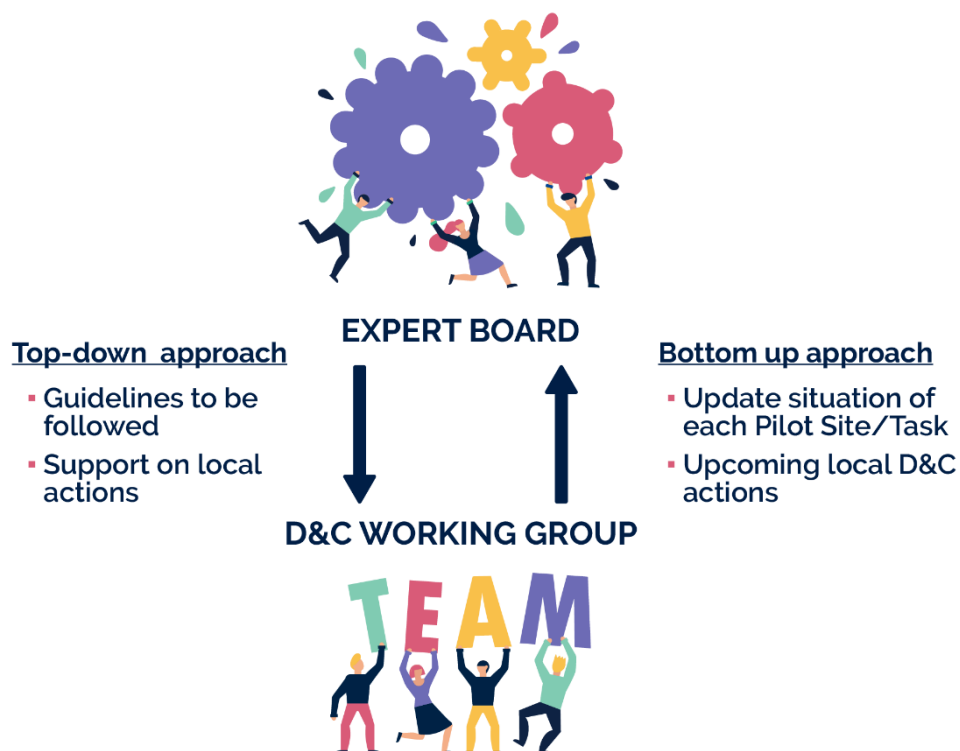 EXPERT BOARD
Top-down approach
▪ Guidelines to be
followed
▪ Support on local
actions
Bottom up approach
▪ Update situation of
each Pilot Site/Task
▪ Upcoming local D&C
actions
D&C WORKING GROUP
TEAM